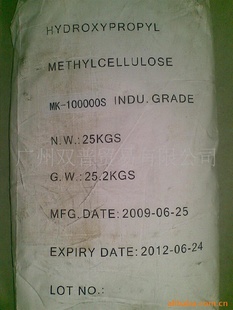 HYDROXYPROPYL
METHYLCELLULOSE
MK-100000S INDU. GRADE
N.W.: 25KGS
G.W.: 25.2KGS
MFG. DATE: 2009-06-25
EXPIRY DATE: 2012-06-24
LOT NO.: